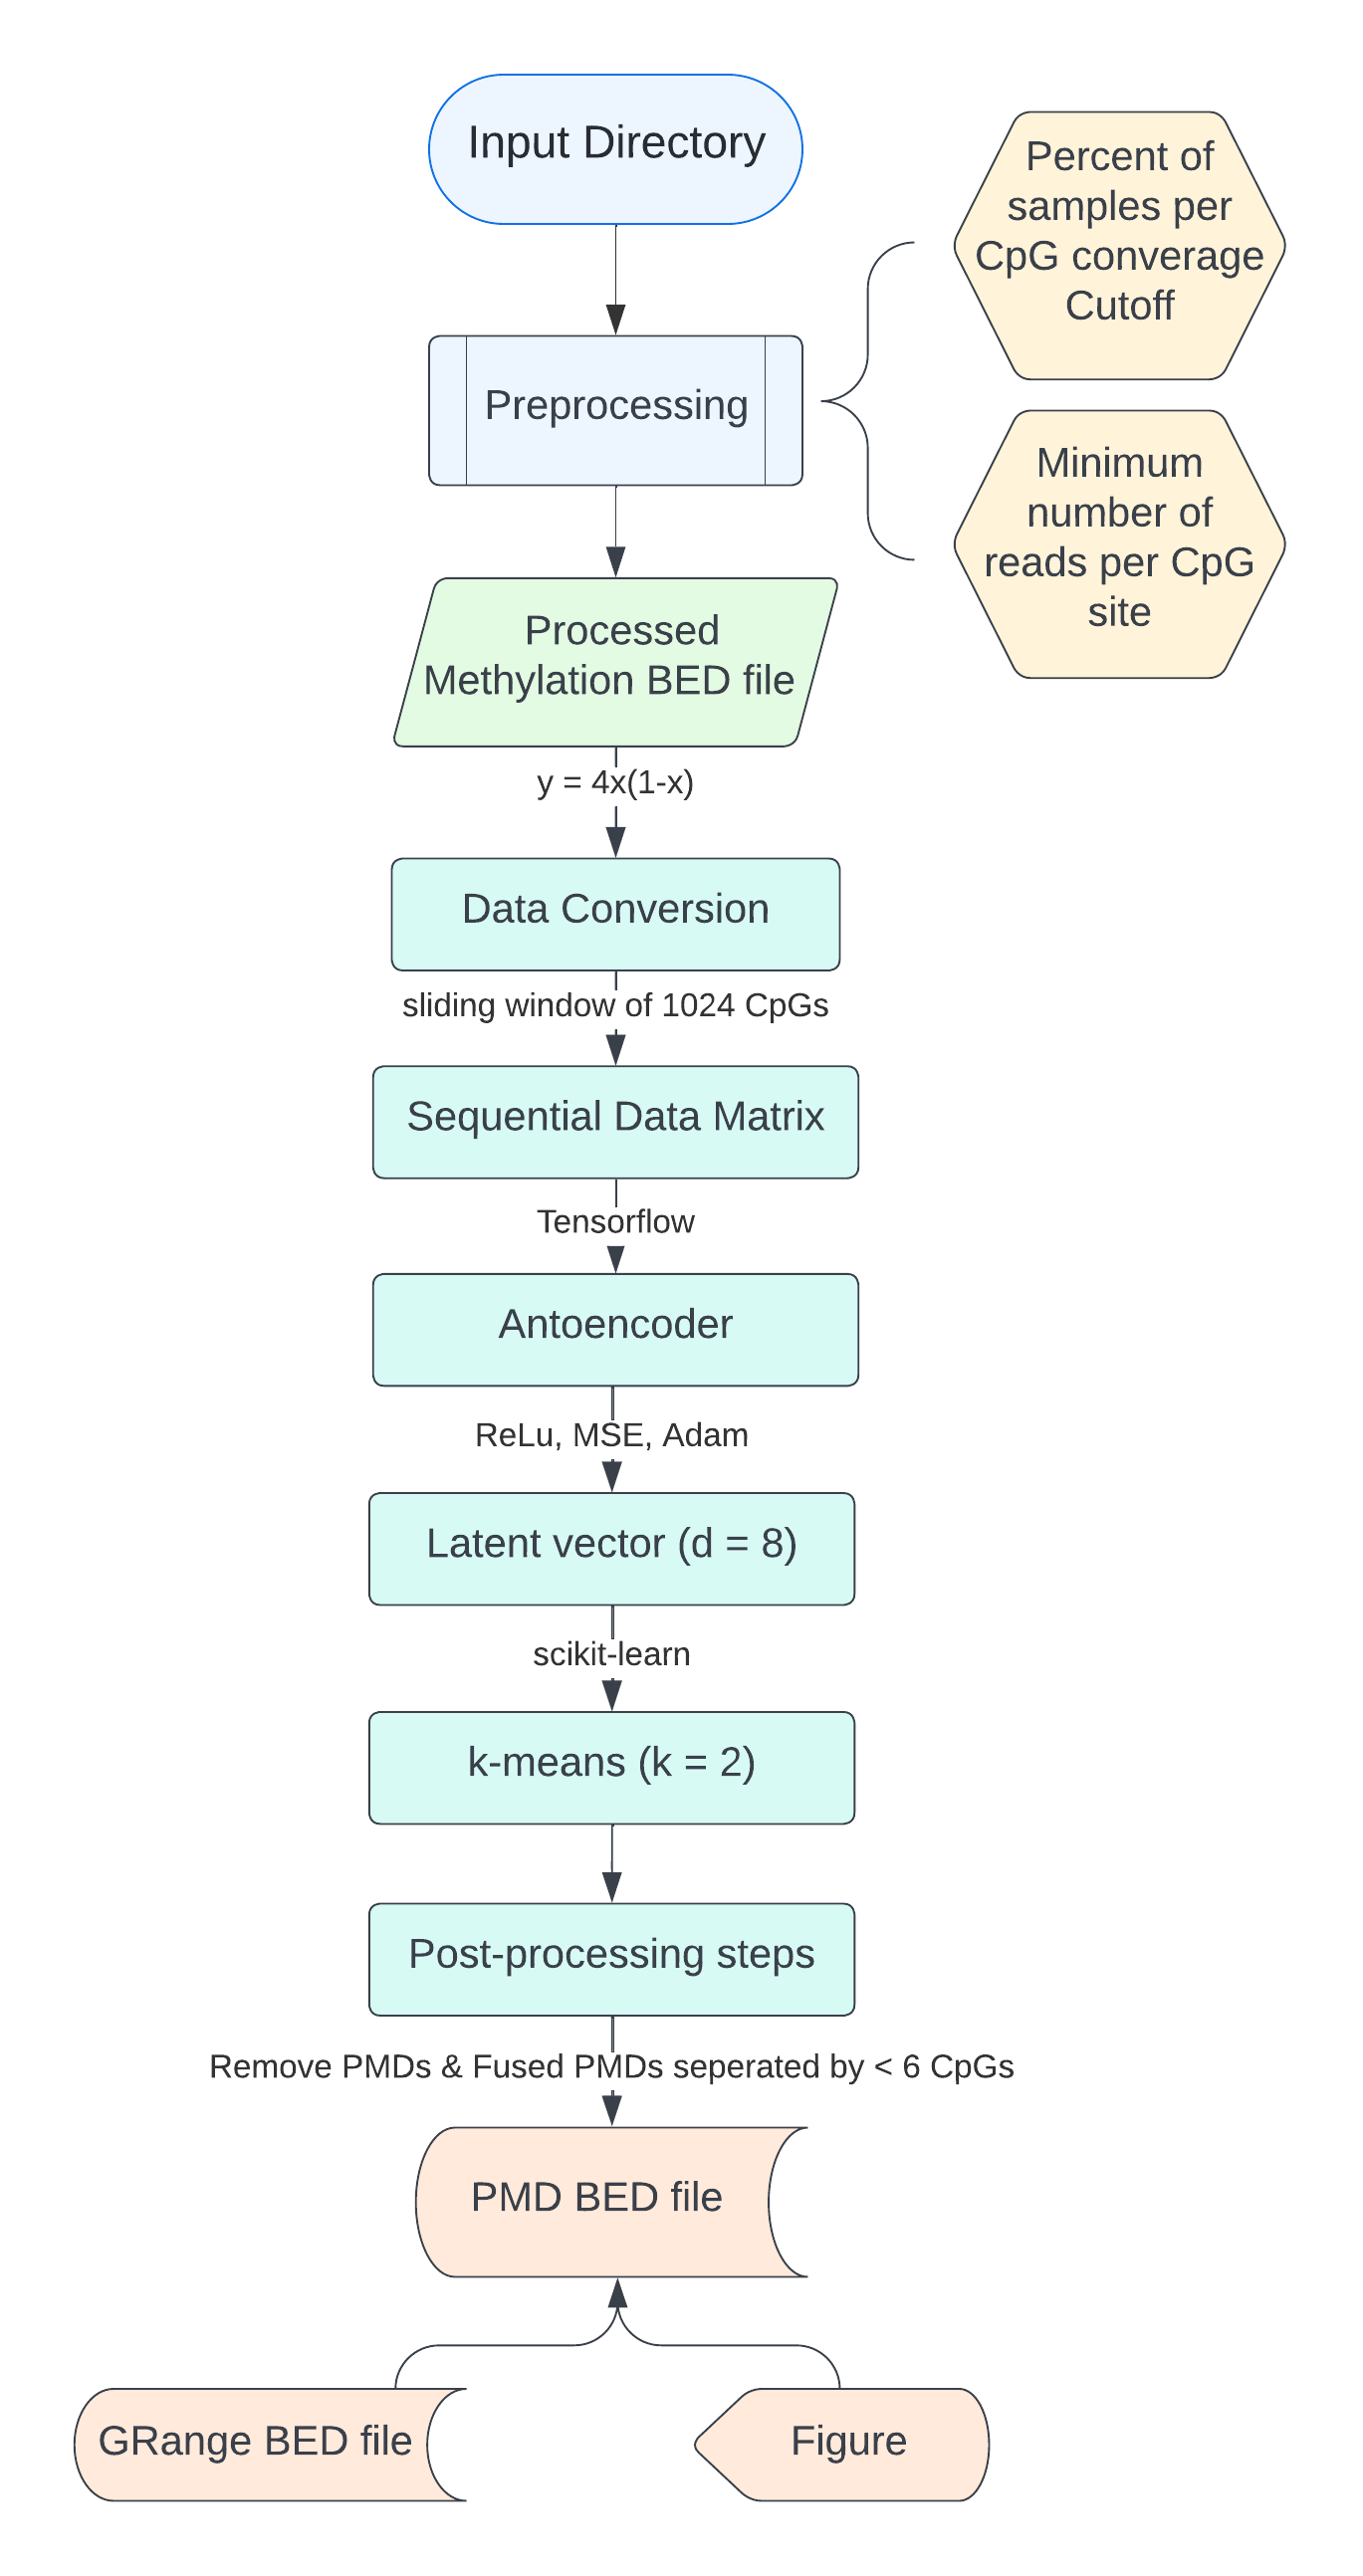 Input Directory
Percent of
samples per
CpG converage
Cutoff
Preprocessing
Minimum
number of
reads per CpG
site
Processed
Methylation BED file
y = 4x(1-x)
Data Conversion
sliding window of 1024 CpGs
Sequential Data Matrix
Tensorflow
Antoencoder
ReLu, MSE, Adam
Latent vector (d = 8)
scikit-learn
k-means (k = 2)
Post-processing steps
Remove PMDs & Fused PMDs seperated by < 6 CpGs
PMD BED file
GRange BED file
Figure